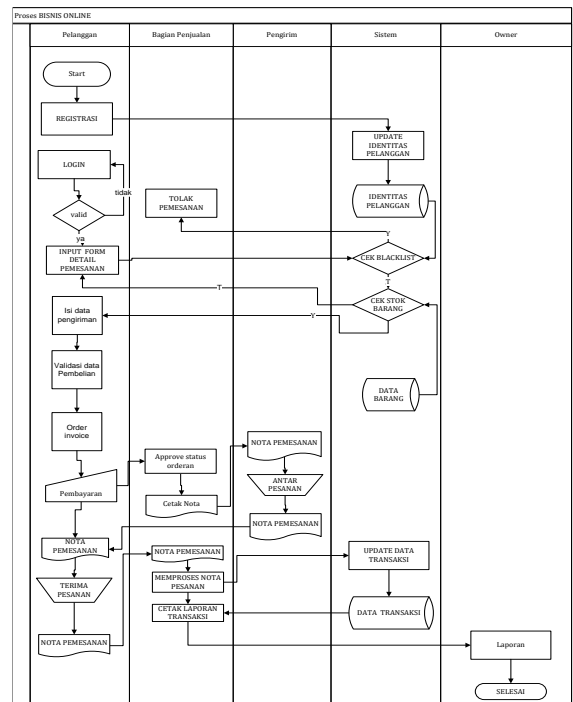 Proses BISNIS ONLINE
Pelanggan
Bagian Penjualan
Pengirim
Sistem
Owner
Start
REGISTRASI
UPDATE
IDENTITAS
PELANGGAN
LOGIN
tidak
TOLAK
PEMESANAN
IDENTITAS
PELANGGAN
valid
ya
Y
INPUT FORM
DETAIL
PEMESANAN
CEK BLACKLIST
T
T
CEK STOK
BARANG
Isi data
pengiriman
Y
Validasi data
Pembelian
DATA
BARANG
Order
invoice
Approve status
orderan
NOTA PEMESANAN
Pembayaran
Cetak Nota
ANTAR
PESANAN
NOTA PEMESANAN
NOTA
PEMESANAN
NOTA PEMESANAN
UPDATE DATA
TRANSAKSI
TERIMA
PESANAN
MEMPROSES NOTA
PESANAN
CETAK LAPORAN
TRANSAKSI
DATA TRANSAKSI
NOTA PEMESANAN
Laporan
SELESAI